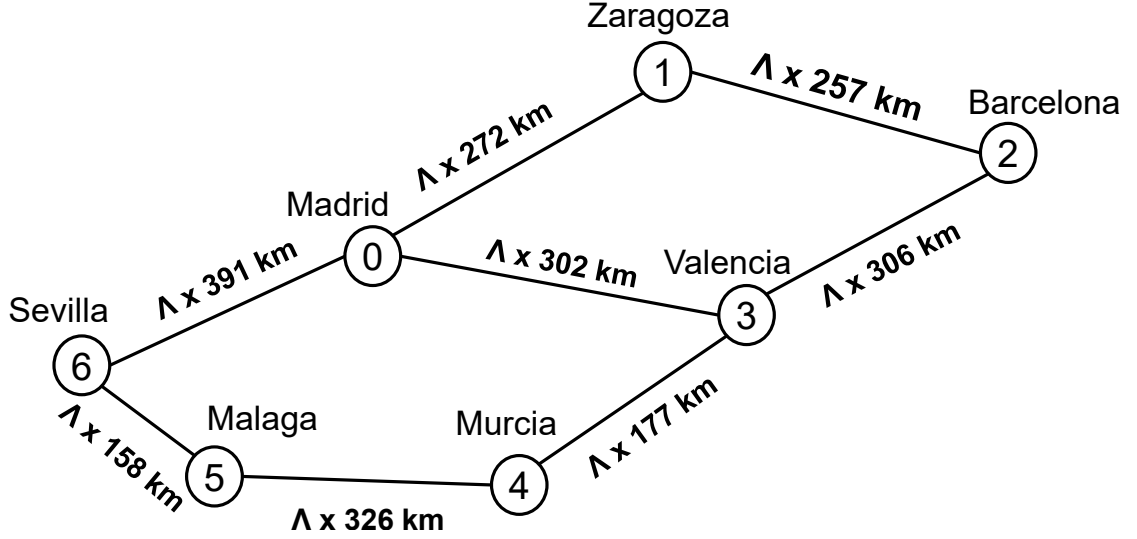 Zaragoza
1
Λ x 257 km
Barcelona
2
Λ x 272 km
Madrid
0
Λ x 302 km
Valencia
3
Λ x 306 km
Λ x 391 km
Sevilla
6
Λ x 158 km
Malaga
5
Murcia
4
Λ x 177 km
Λ x 326 km